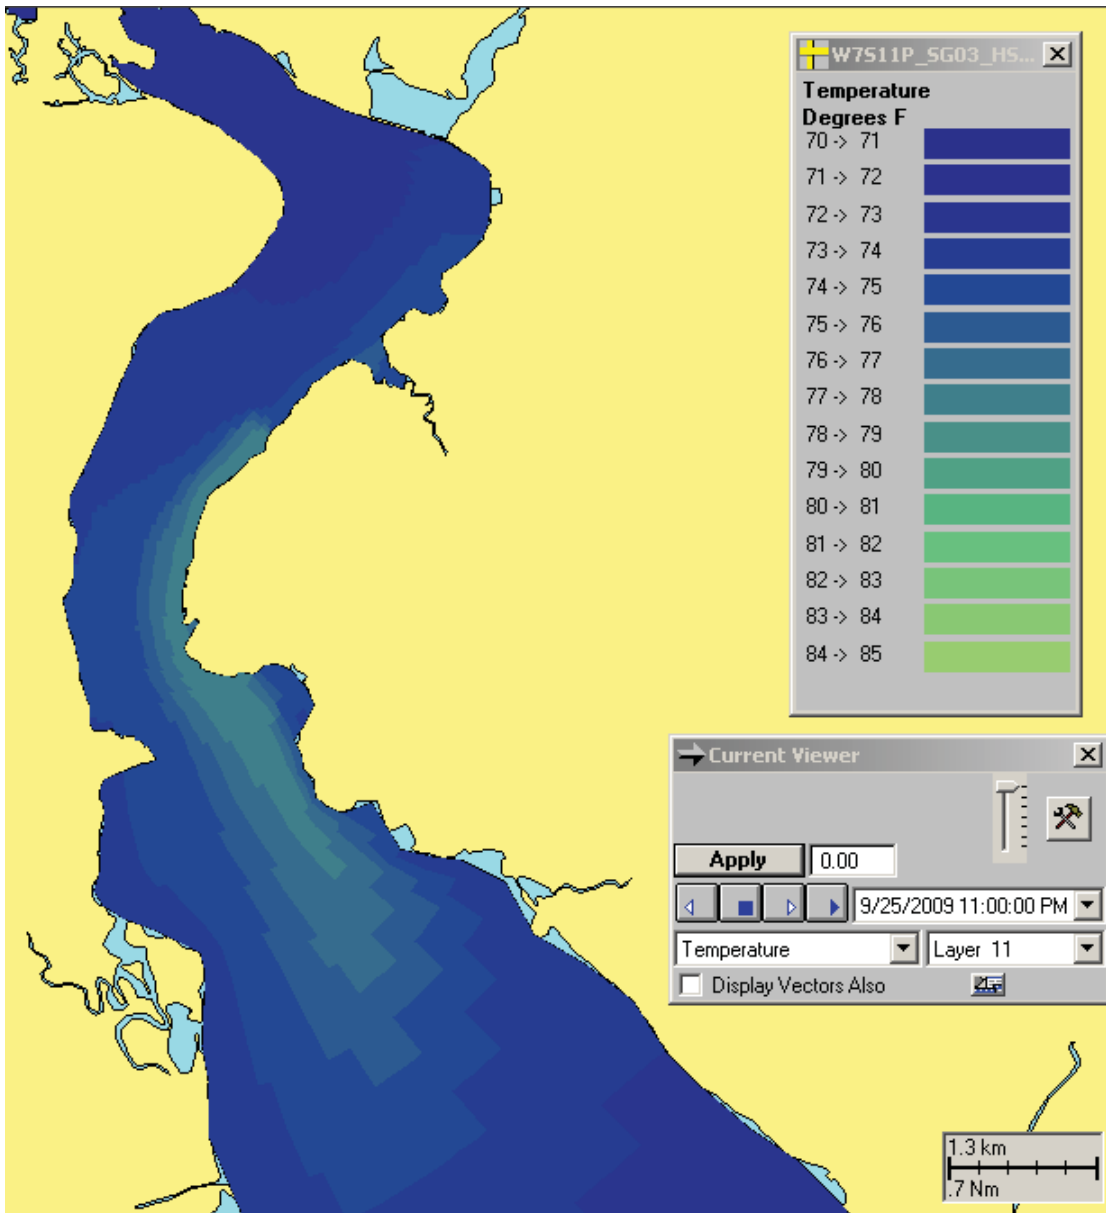 W7S11P_SG03_HS...
Temperature
Degrees F
70 -> 71
71 -> 72
72 -> 73
73 -> 74
74 -> 75
75 -> 76
76 -> 77
77 -> 78
78 -> 79
79 -> 80
80 -> 81
81 -> 82
82 -> 83
83 -> 84
84 -> 85
Current Viewer
Apply 0.00
9/25/2009 11:00:00 PM
Temperature Layer 11
Display Vectors Also
1.3 km
.7 Nm